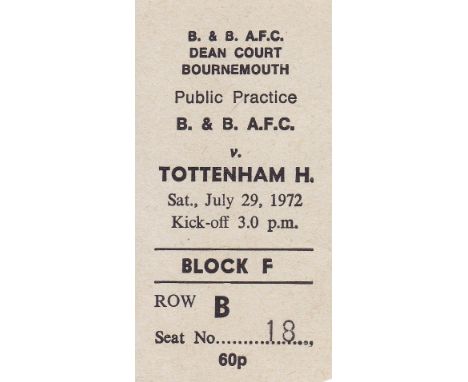 B. & B. A.F.C.
DEAN COURT
BOURNEMOUTH
Public Practice
B. & B. A.F.C.
v.
TOTTENHAM H.
Sat., July 29, 1972
Kick-off 3.0 p.m.
BLOCK F
ROW B
Seat No..........18....,
60p